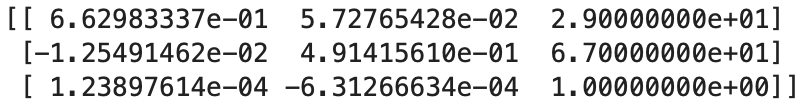 [[ 6.62983337e-01  5.72765428e-02  2.90000000e+01]
 [-1.25491462e-02  4.91415610e-01  6.70000000e+01]
 [ 1.23897614e-04 -6.31266634e-04  1.00000000e+00]]